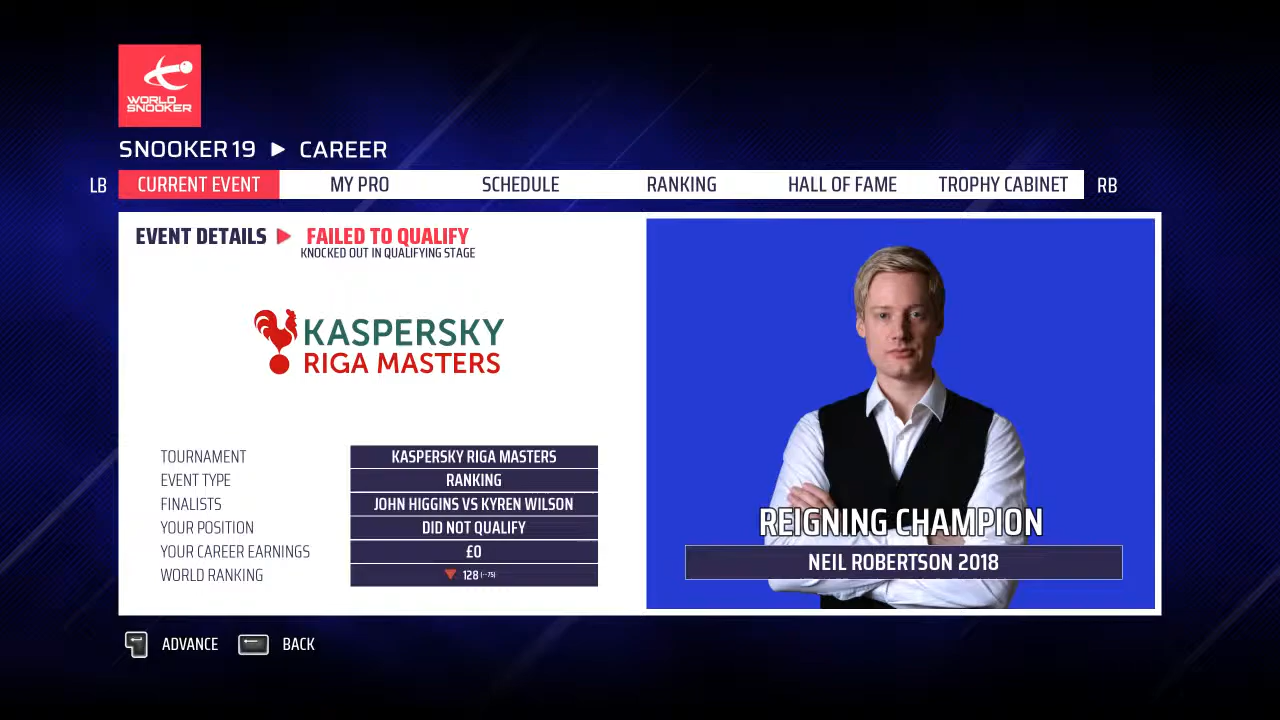 WORLD
SNOOKER
SNOOKER 19 ▶ CAREER
LB CURRENT EVENT MY PRO SCHEDULE RANKING HALL OF FAME TROPHY CABINET RB
EVENT DETAILS ▶ FAILED TO QUALIFY
KNOCKED OUT IN QUALIFYING STAGE
KASPERSKY
RIGA MASTERS
TOURNAMENT KASPERSKY RIGA MASTERS
EVENT TYPE RANKING
FINALISTS JOHN HIGGINS VS KYREN WILSON
YOUR POSITION DID NOT QUALIFY
YOUR CAREER EARNINGS £0
WORLD RANKING ▼ 128 (--75)
REIGNING CHAMPION
NEIL ROBERTSON 2018
ADVANCE BACK